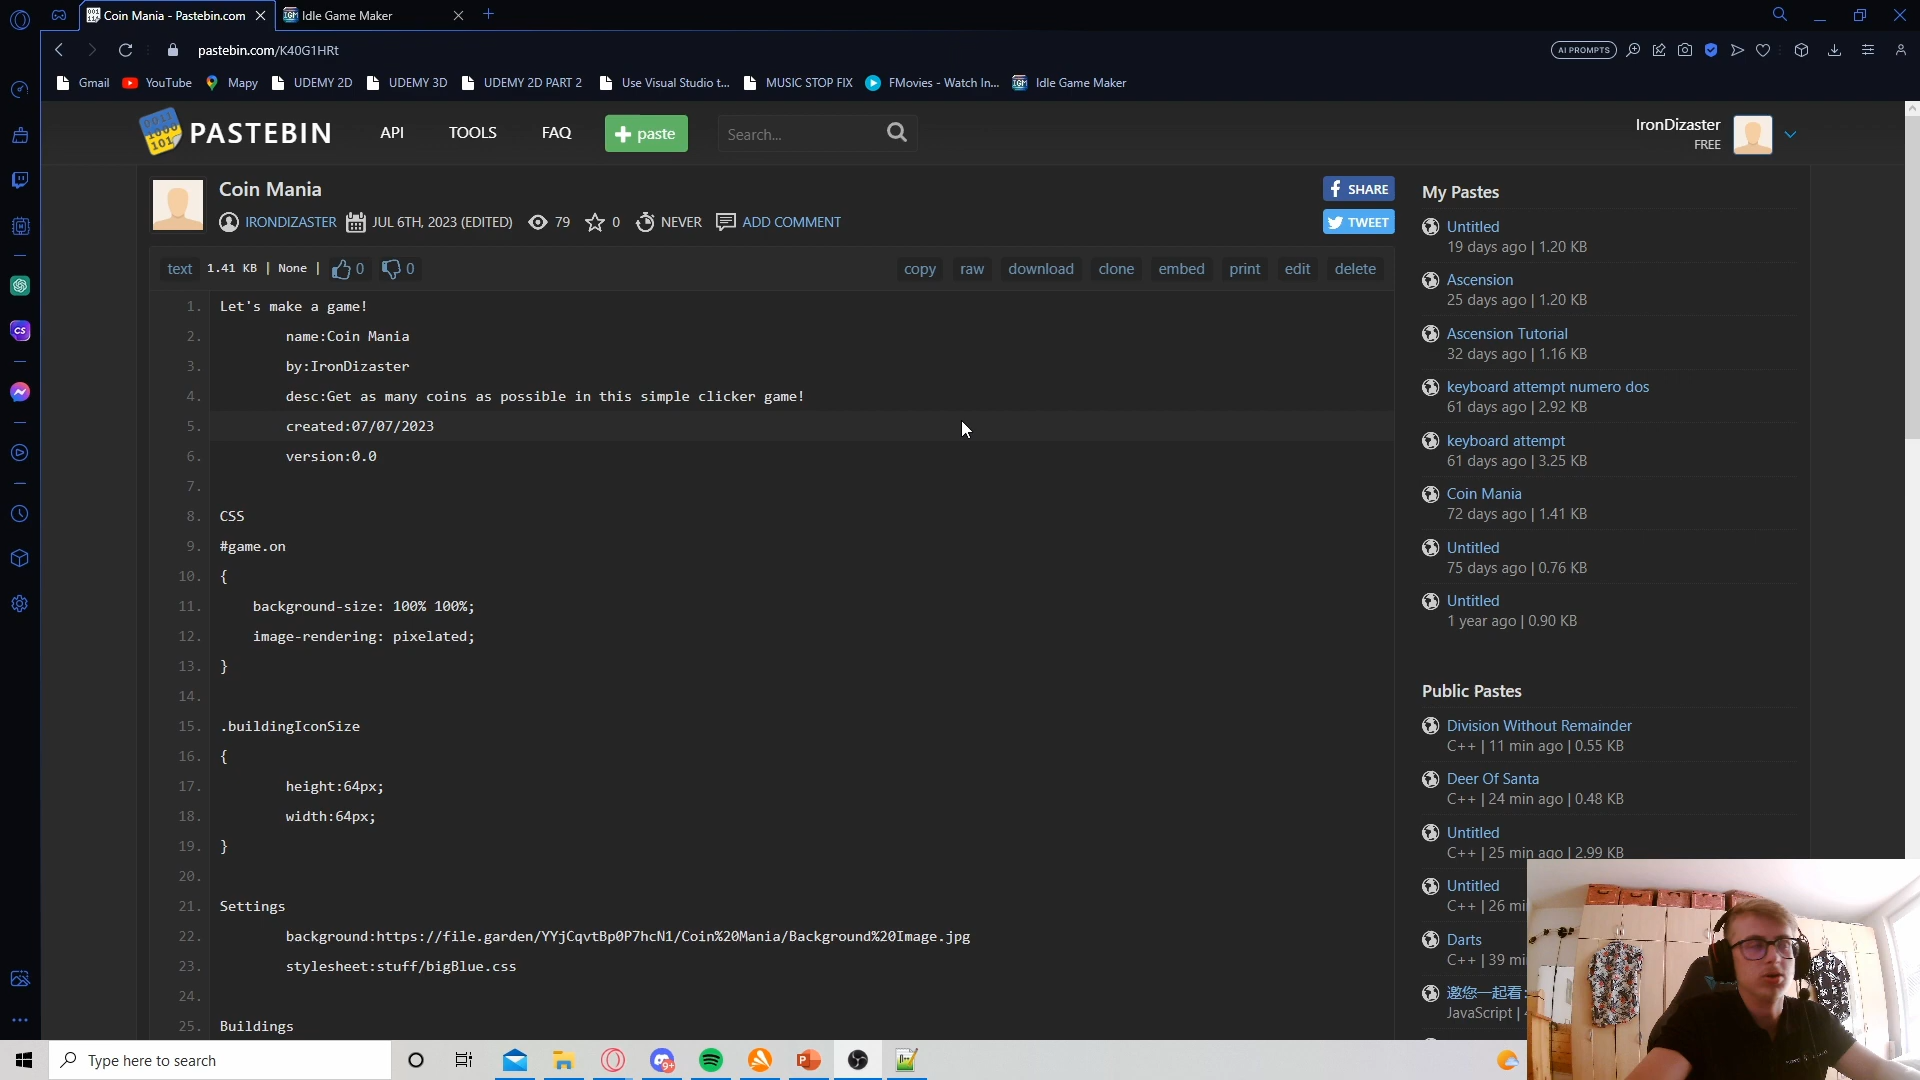 Coin Mania - Pastebin.com
Idle Game Maker
pastebin.com/K40G1HRt
AI PROMPTS
Gmail
YouTube
Mapy
UDEMY 2D
UDEMY 3D
UDEMY 2D PART 2
Use Visual Studio t...
MUSIC STOP FIX
FMovies - Watch In...
Idle Game Maker
PASTEBIN
API
TOOLS
FAQ
+ paste
Search...
IronDizaster
FREE
Coin Mania
IRONDIZASTER
JUL 6TH, 2023 (EDITED)
79
0
NEVER
ADD COMMENT
SHARE
TWEET
text 1.41 KB | None | 0 0
copy
raw
download
clone
embed
print
edit
delete
1. Let's make a game!
2. name:Coin Mania
3. by:IronDizaster
4. desc:Get as many coins as possible in this simple clicker game!
5. created:07/07/2023
6. version:0.0
7.
8. CSS
9. #game.on
10. {
11. background-size: 100% 100%;
12. image-rendering: pixelated;
13. }
14.
15. .buildingIconSize
16. {
17. height:64px;
18. width:64px;
19. }
20.
21. Settings
22. background:https://file.garden/YYjCqvtBp0P7hcN1/Coin%20Mania/Background%20Image.jpg
23. stylesheet:stuff/bigBlue.css
24.
25. Buildings
My Pastes
Untitled
19 days ago | 1.20 KB
Ascension
25 days ago | 1.20 KB
Ascension Tutorial
32 days ago | 1.16 KB
keyboard attempt numero dos
61 days ago | 2.92 KB
keyboard attempt
61 days ago | 3.25 KB
Coin Mania
72 days ago | 1.41 KB
Untitled
75 days ago | 0.76 KB
Untitled
1 year ago | 0.90 KB
Public Pastes
Division Without Remainder
C++ | 11 min ago | 0.55 KB
Deer Of Santa
C++ | 24 min ago | 0.48 KB
Untitled
C++ | 25 min ago | 2.99 KB
Untitled
C++ | 26 mi
Darts
C++ | 39 mi
邀您一起看:
JavaScript |
Type here to search